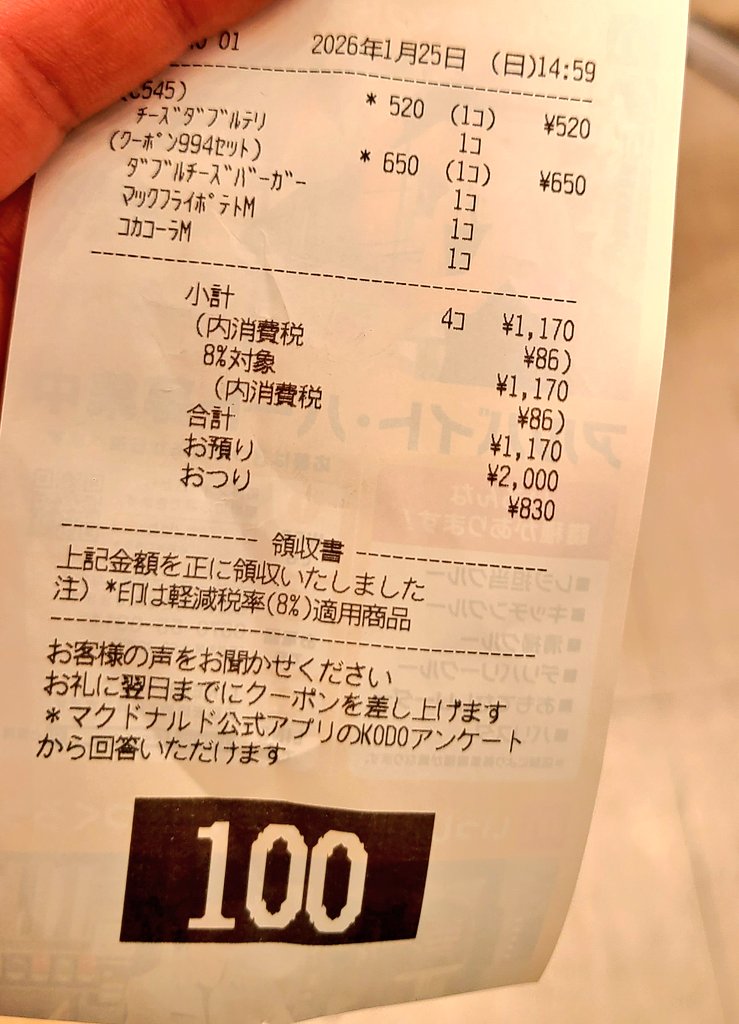 01 2026年1月25日 (日)14:59
C545)
ﾁｰｽﾞﾀﾞﾌﾞﾙﾃﾘ * 520 (1ｺ) ¥520
1ｺ
(ｸｰﾎﾟﾝ994ｾｯﾄ) * 650 (1ｺ) ¥650
ﾀﾞﾌﾞﾙﾁｰｽﾞﾊﾞｰｶﾞｰ 1ｺ
ﾏｯｸﾌﾗｲﾎﾟﾃﾄM 1ｺ
ｺｶｺｰﾗM 1ｺ
小計 4ｺ ¥1,170
(内消費税 ¥86)
8%対象 ¥1,170
(内消費税 ¥86)
合計 ¥1,170
お預り ¥2,000
おつり ¥830
領収書
上記金額を正に領収いたしました
注) *印は軽減税率(8%)適用商品
お客様の声をお聞かせください
お礼に翌日までにクーポンを差し上げます
* マクドナルド公式アプリのKODOアンケート
から回答いただけます
100